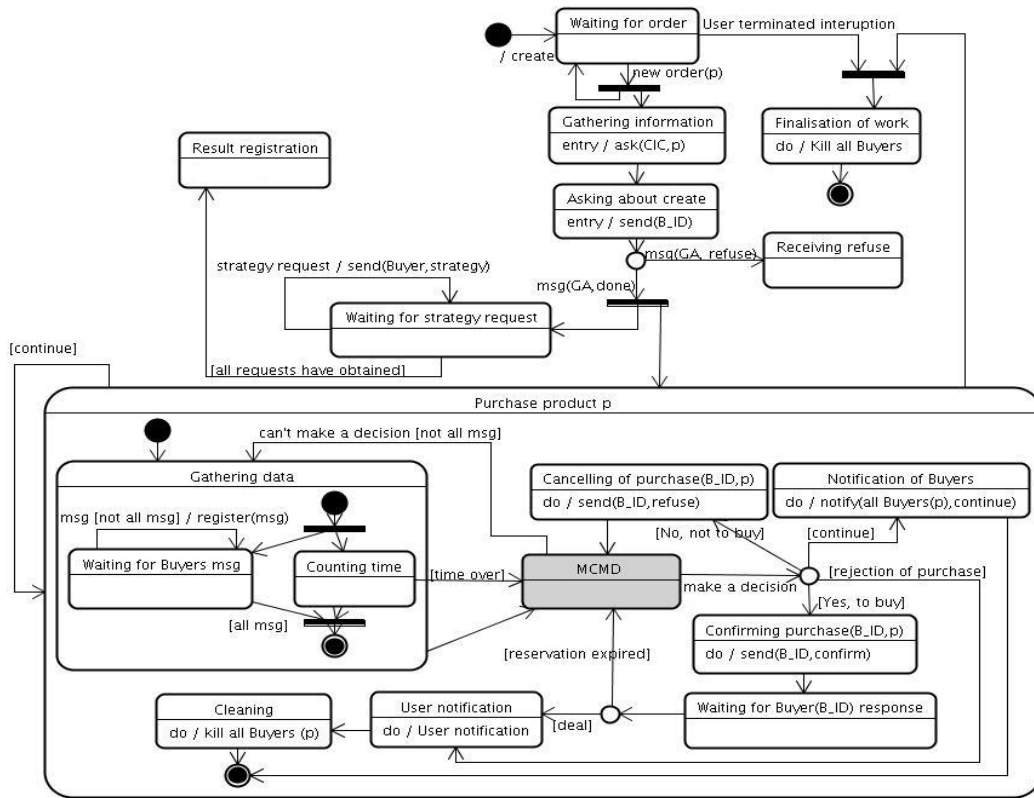 Waiting for order
User terminated interuption
/ create
new order(p)
Gathering information
entry / ask(CIC,p)
Finalisation of work
do / Kill all Buyers
Result registration
Asking about create
entry / send(B_ID)
msg(GA, refuse)
Receiving refuse
strategy request / send(Buyer,strategy)
msg(GA,done)
Waiting for strategy request
[continue]
[all requests have obtained]
Purchase product p
can't make a decision [not all msg]
Gathering data
Cancelling of purchase(B_ID,p)
do / send(B_ID,refuse)
Notification of Buyers
do / notify(all Buyers(p),continue)
msg [not all msg] / register(msg)
[No, not to buy]
[continue]
Waiting for Buyers msg
Counting time
[time over]
MCMD
make a decision
[rejection of purchase]
[Yes, to buy]
[all msg]
Confirming purchase(B_ID,p)
do / send(B_ID,confirm)
[reservation expired]
Cleaning
do / kill all Buyers (p)
User notification
do / User notification
[deal]
Waiting for Buyer(B_ID) response